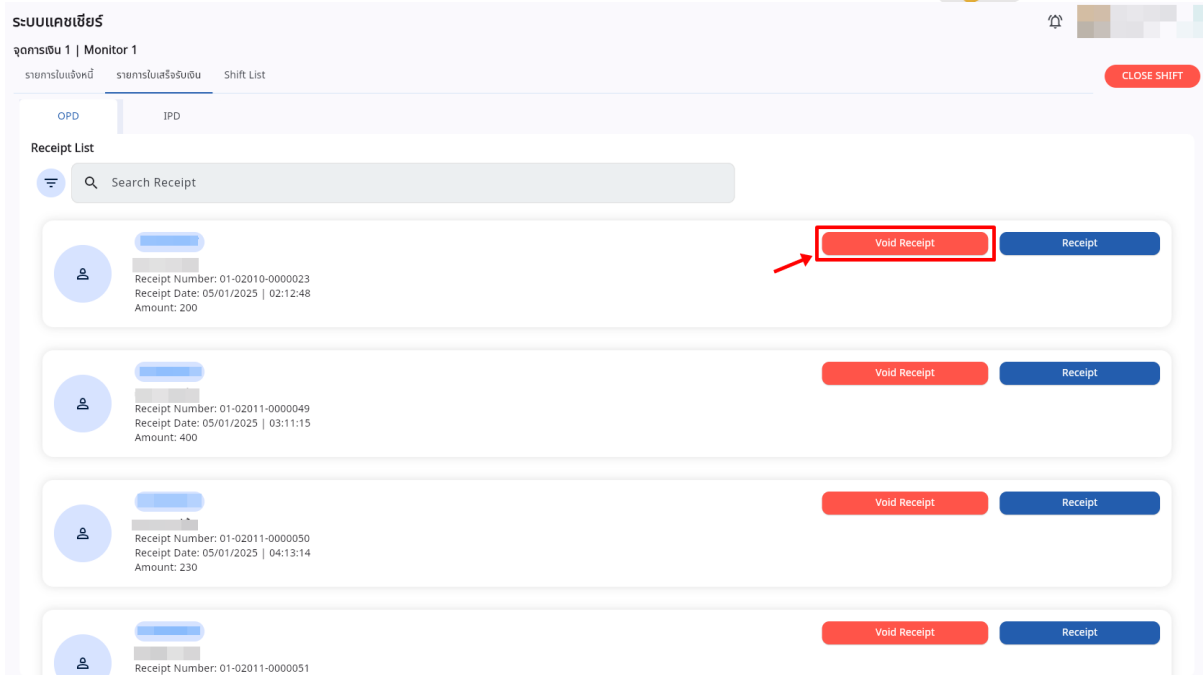 ระบบแคชเชียร์
จุดการเงิน 1 | Monitor 1
รายการใบแจ้งหนี้ รายการใบเสร็จรับเงิน Shift List
CLOSE SHIFT
OPD IPD
Receipt List
Search Receipt
Void Receipt Receipt
Receipt Number: 01-02010-0000023
Receipt Date: 05/01/2025 | 02:12:48
Amount: 200
Void Receipt Receipt
Receipt Number: 01-02011-0000049
Receipt Date: 05/01/2025 | 03:11:15
Amount: 400
Void Receipt Receipt
Receipt Number: 01-02011-0000050
Receipt Date: 05/01/2025 | 04:13:14
Amount: 230
Void Receipt Receipt
Receipt Number: 01-02011-0000051